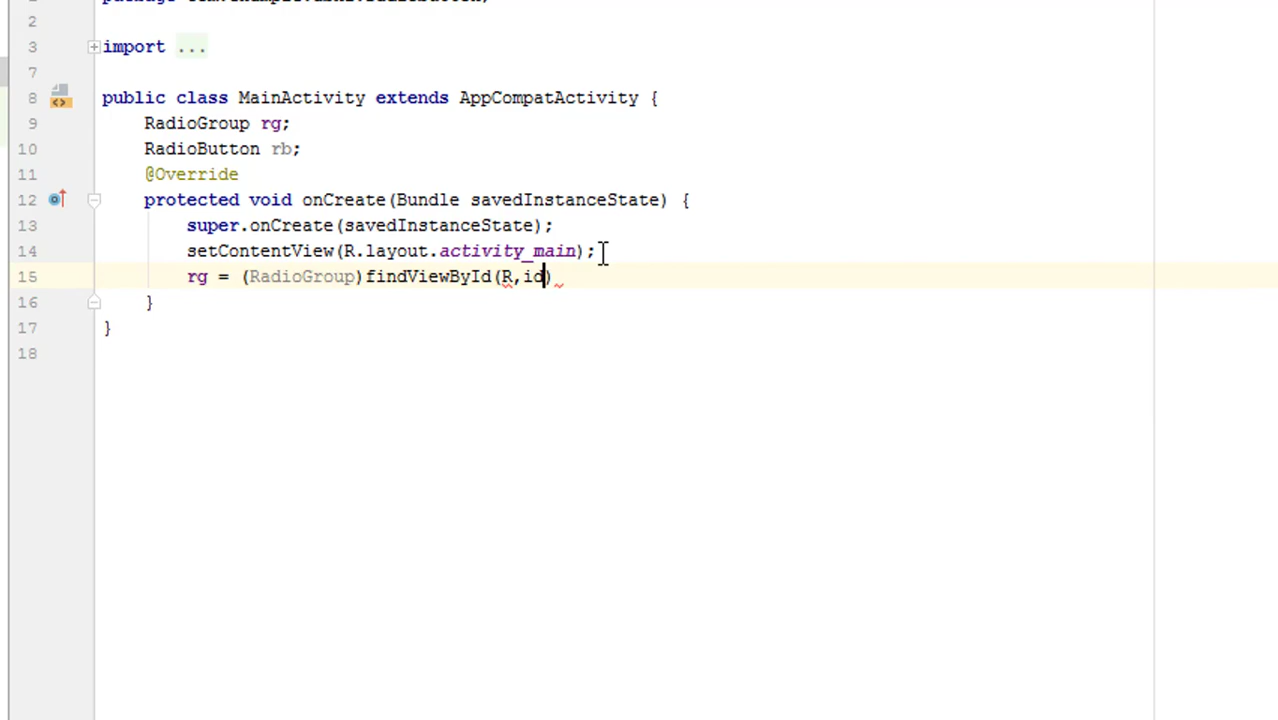 2
3 import ...
7
8 public class MainActivity extends AppCompatActivity {
9 RadioGroup rg;
10 RadioButton rb;
11 @Override
12 protected void onCreate(Bundle savedInstanceState) {
13 super.onCreate(savedInstanceState);
14 setContentView(R.layout.activity_main);
15 rg = (RadioGroup)findViewById(R,id)
16 }
17 }
18